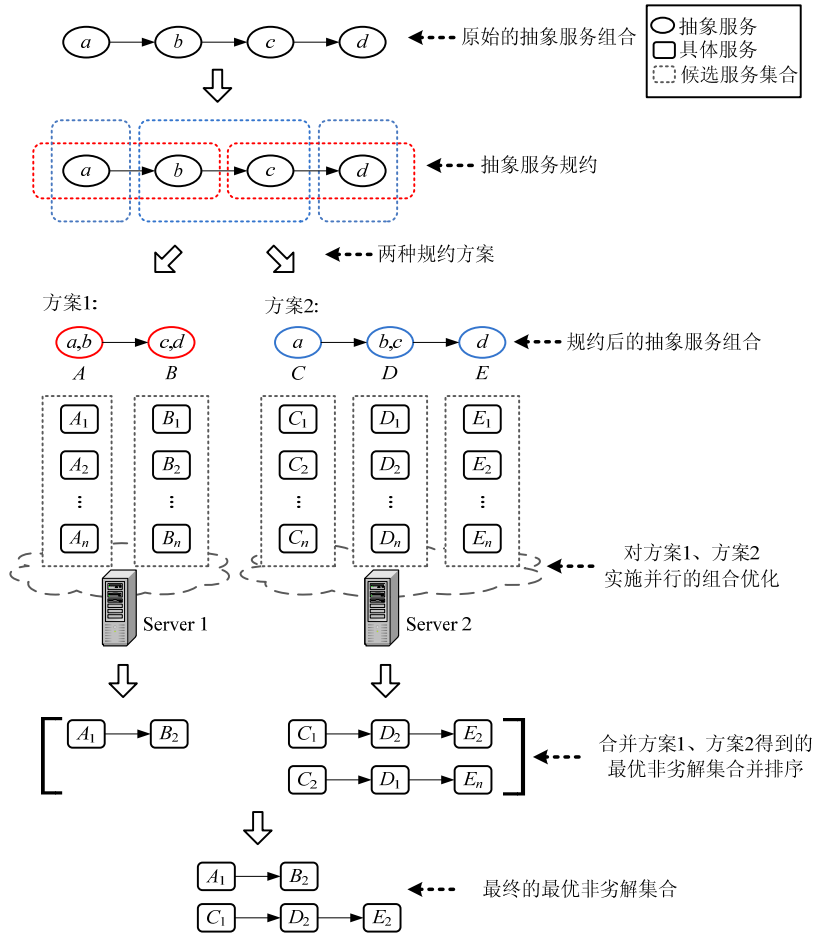 a b c d
原始的抽象服务组合
抽象服务
具体服务
候选服务集合
a b c d
抽象服务规约
两种规约方案
方案1:
方案2:
a,b c,d
a b,c d
规约后的抽象服务组合
A B C D E
A1 B1 C1 D1 E1
A2 B2 C2 D2 E2
... ... ... ... ...
An Bn Cn Dn En
对方案1、方案2
实施并行的组合优化
Server 1
Server 2
A1 B2
C1 D2 E2
合并方案1、方案2得到的
最优非劣解集合并排序
C2 D1 En
A1 B2
最终的最优非劣解集合
C1 D2 E2